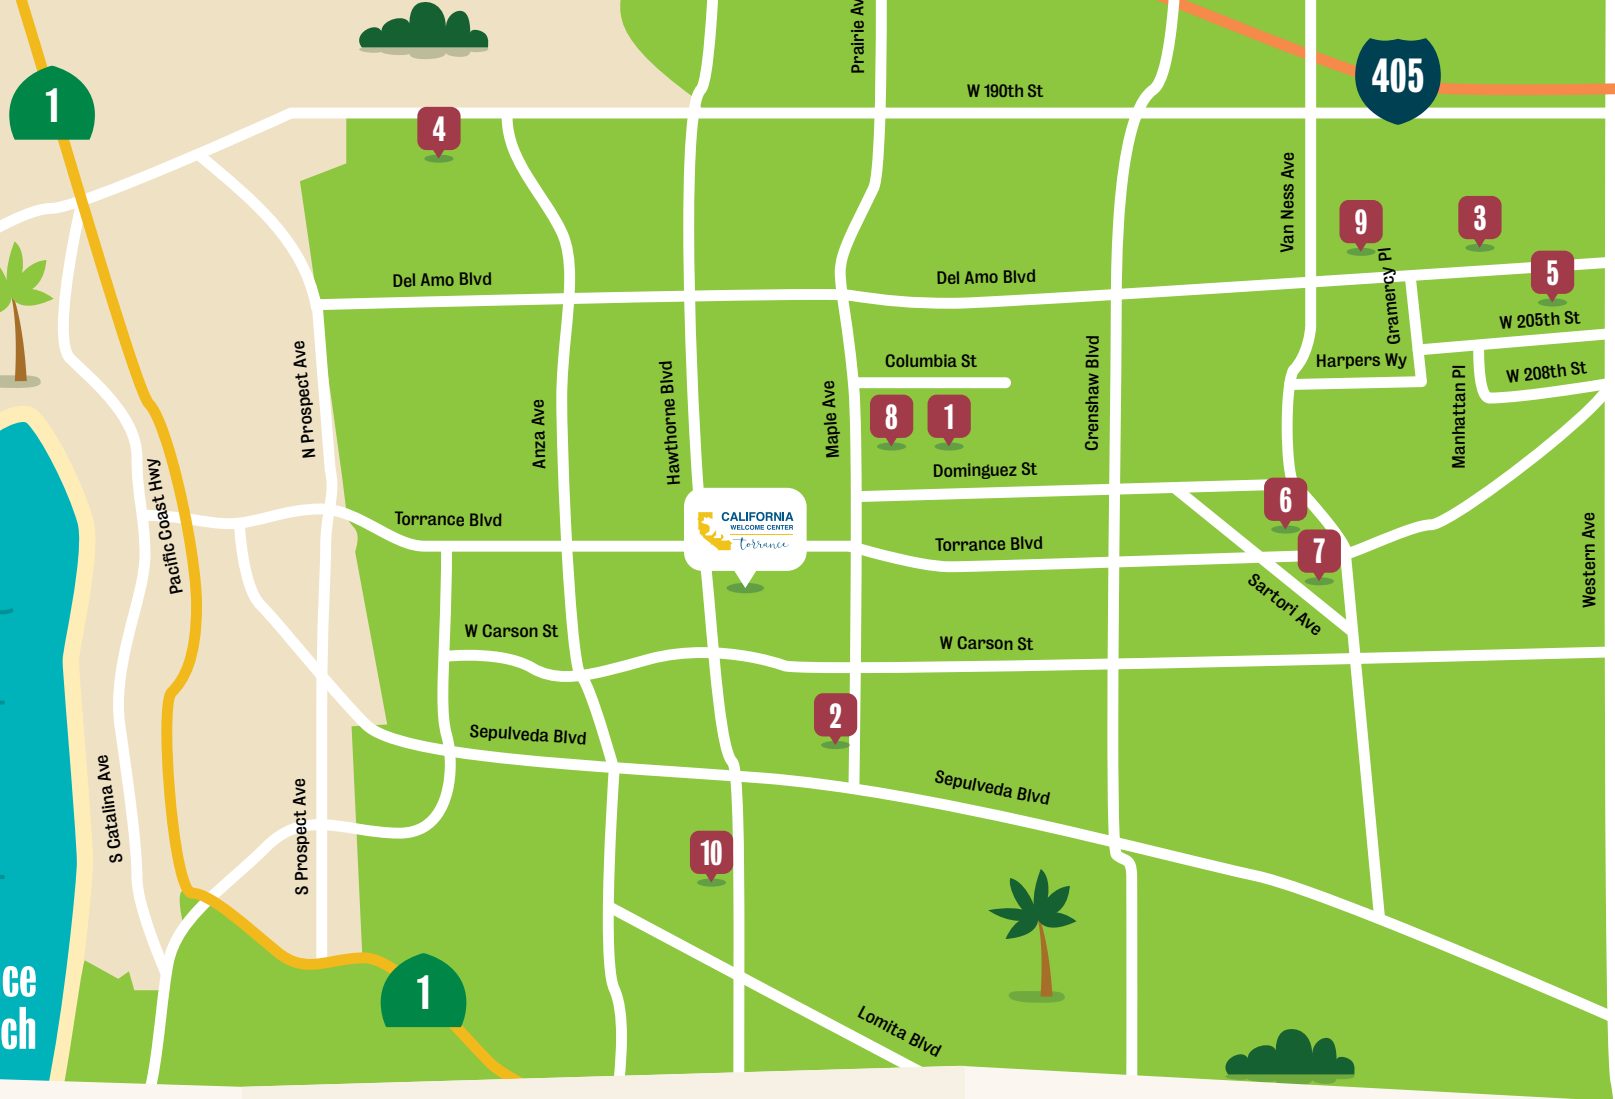 Prairie Av
W 190th St
405
1
4
Van Ness Ave
9
3
5
Gramercy Pl
Del Amo Blvd
Del Amo Blvd
W 205th St
Harpers Wy
W 208th St
Columbia St
N Prospect Ave
Anza Ave
Hawthorne Blvd
Maple Ave
Crenshaw Blvd
Manhattan Pl
8
1
Dominguez St
Pacific Coast Hwy
Torrance Blvd
CALIFORNIA
WELCOME CENTER
torrance
Torrance Blvd
6
7
Western Ave
Sartori Ave
W Carson St
W Carson St
2
Sepulveda Blvd
Sepulveda Blvd
S Catalina Ave
S Prospect Ave
10
1
ce
ch
Lomita Blvd